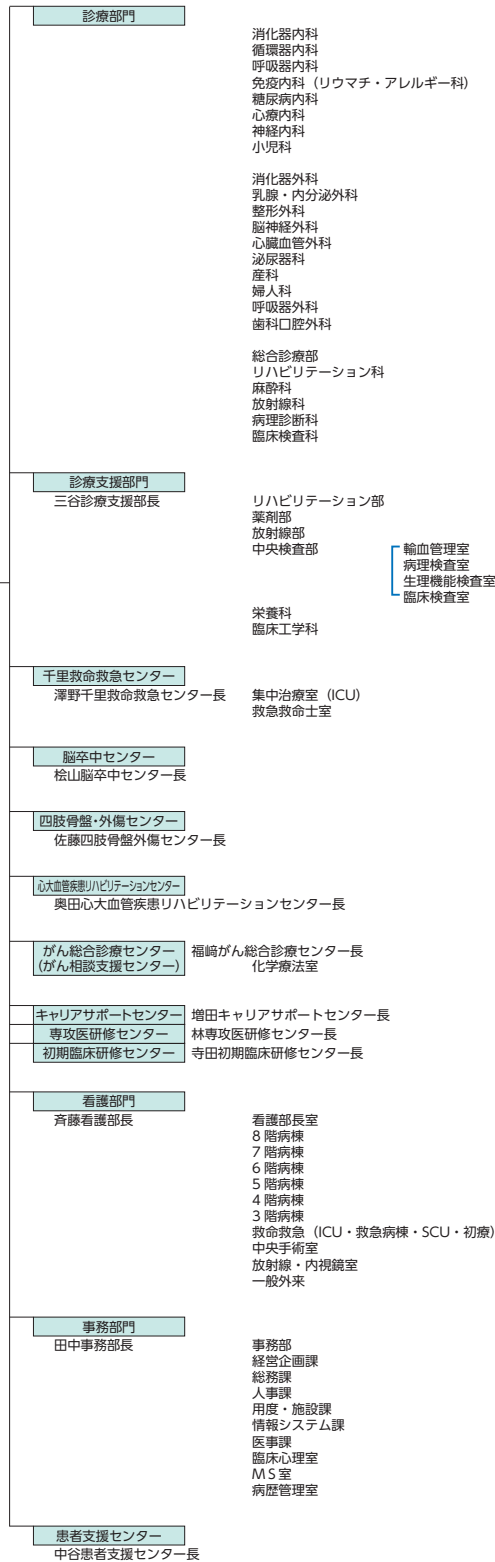 診療部門
消化器内科
循環器内科
呼吸器内科
免疫内科（リウマチ・アレルギー科）
糖尿病内科
心療内科
神経内科
小児科
消化器外科
乳腺・内分泌外科
整形外科
脳神経外科
心臓血管外科
泌尿器科
産科
婦人科
呼吸器外科
歯科口腔外科
総合診療部
リハビリテーション科
麻酔科
放射線科
病理診断科
臨床検査科
診療支援部門
三谷診療支援部長 リハビリテーション部
薬剤部
放射線部
中央検査部 輸血管理室
病理検査室
生理機能検査室
臨床検査室
栄養科
臨床工学科
千里救命救急センター
澤野千里救命救急センター長 集中治療室（ICU）
救急救命士室
脳卒中センター
桧山脳卒中センター長
四肢骨盤・外傷センター
佐藤四肢骨盤外傷センター長
心大血管疾患リハビリテーションセンター
奥田心大血管疾患リハビリテーションセンター長
がん総合診療センター 福﨑がん総合診療センター長
(がん相談支援センター) 化学療法室
キャリアサポートセンター 増田キャリアサポートセンター長
専攻医研修センター 林専攻医研修センター長
初期臨床研修センター 寺田初期臨床研修センター長
看護部門
斉藤看護部長 看護部長室
8 階病棟
7 階病棟
6 階病棟
5 階病棟
4 階病棟
3 階病棟
救命救急（ICU・救急病棟・SCU・初療）
中央手術室
放射線・内視鏡室
一般外来
事務部門
田中事務部長 事務部
経営企画課
総務課
人事課
用度・施設課
情報システム課
医事課
臨床心理室
ＭＳ室
病歴管理室
患者支援センター
中谷患者支援センター長